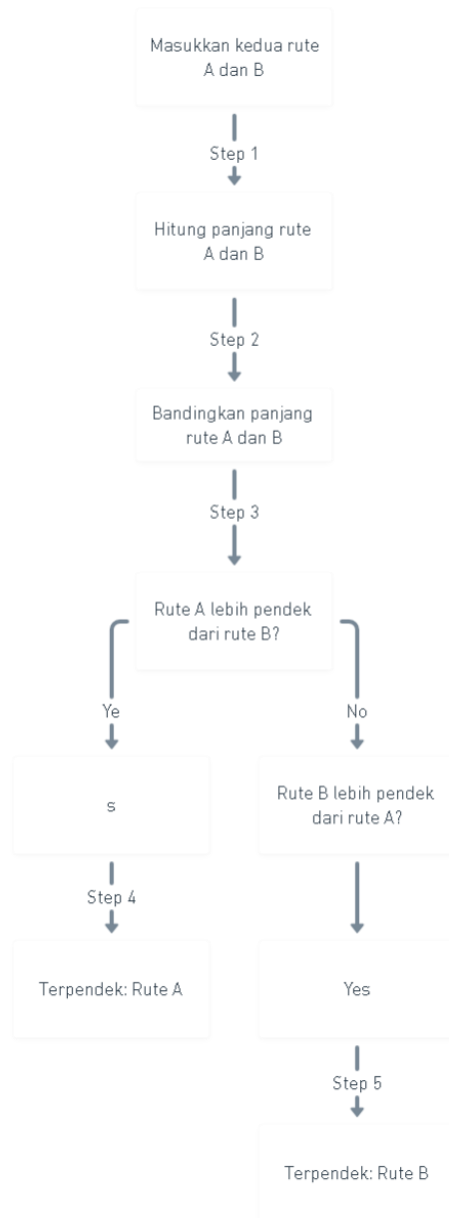 Masukkan kedua rute
A dan B
Step 1
Hitung panjang rute
A dan B
Step 2
Bandingkan panjang
rute A dan B
Step 3
Rute A lebih pendek
dari rute B?
Ye
No
s
Rute B lebih pendek
dari rute A?
Step 4
Terpendek: Rute A
Yes
Step 5
Terpendek: Rute B